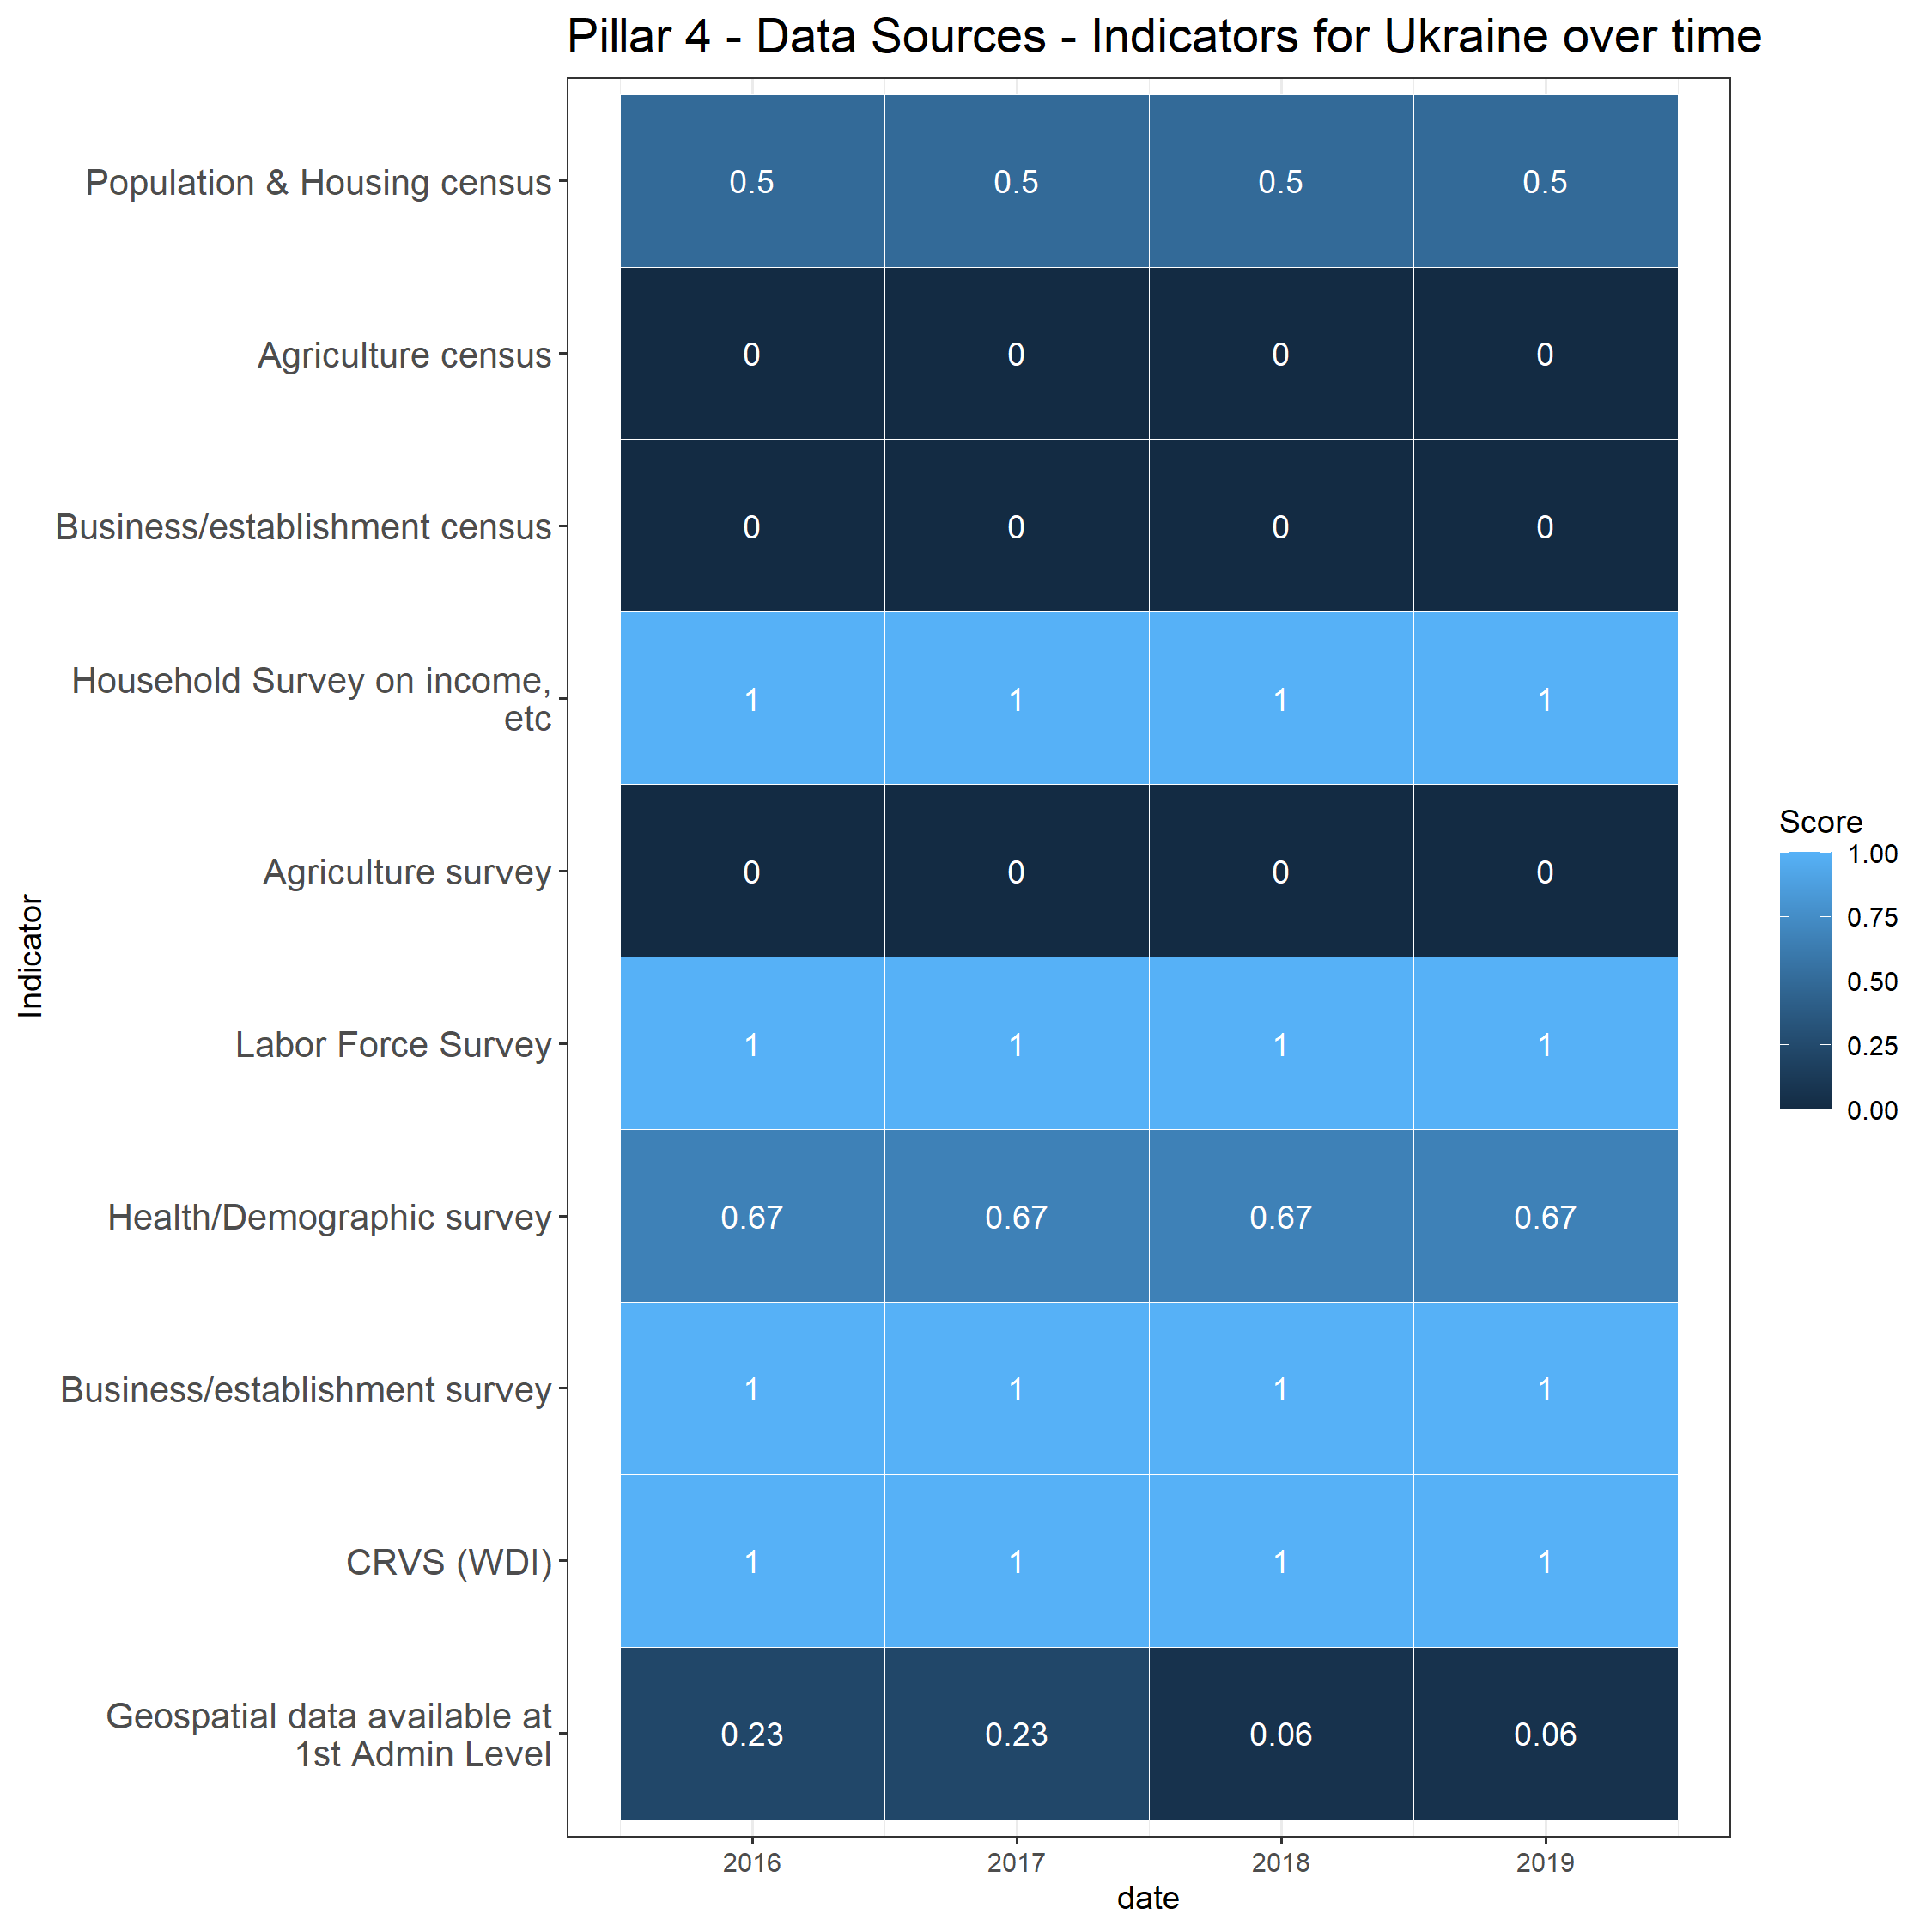 Pillar 4 - Data Sources - Indicators for Ukraine over time
Indicator
Population & Housing census
0.5 0.5 0.5 0.5
Agriculture census
0 0 0 0
Business/establishment census
0 0 0 0
Household Survey on income,
etc
1 1 1 1
Agriculture survey
0 0 0 0
Labor Force Survey
1 1 1 1
Health/Demographic survey
0.67 0.67 0.67 0.67
Business/establishment survey
1 1 1 1
CRVS (WDI)
1 1 1 1
Geospatial data available at
1st Admin Level
0.23 0.23 0.06 0.06
2016 2017 2018 2019
date
Score
1.00
0.75
0.50
0.25
0.00